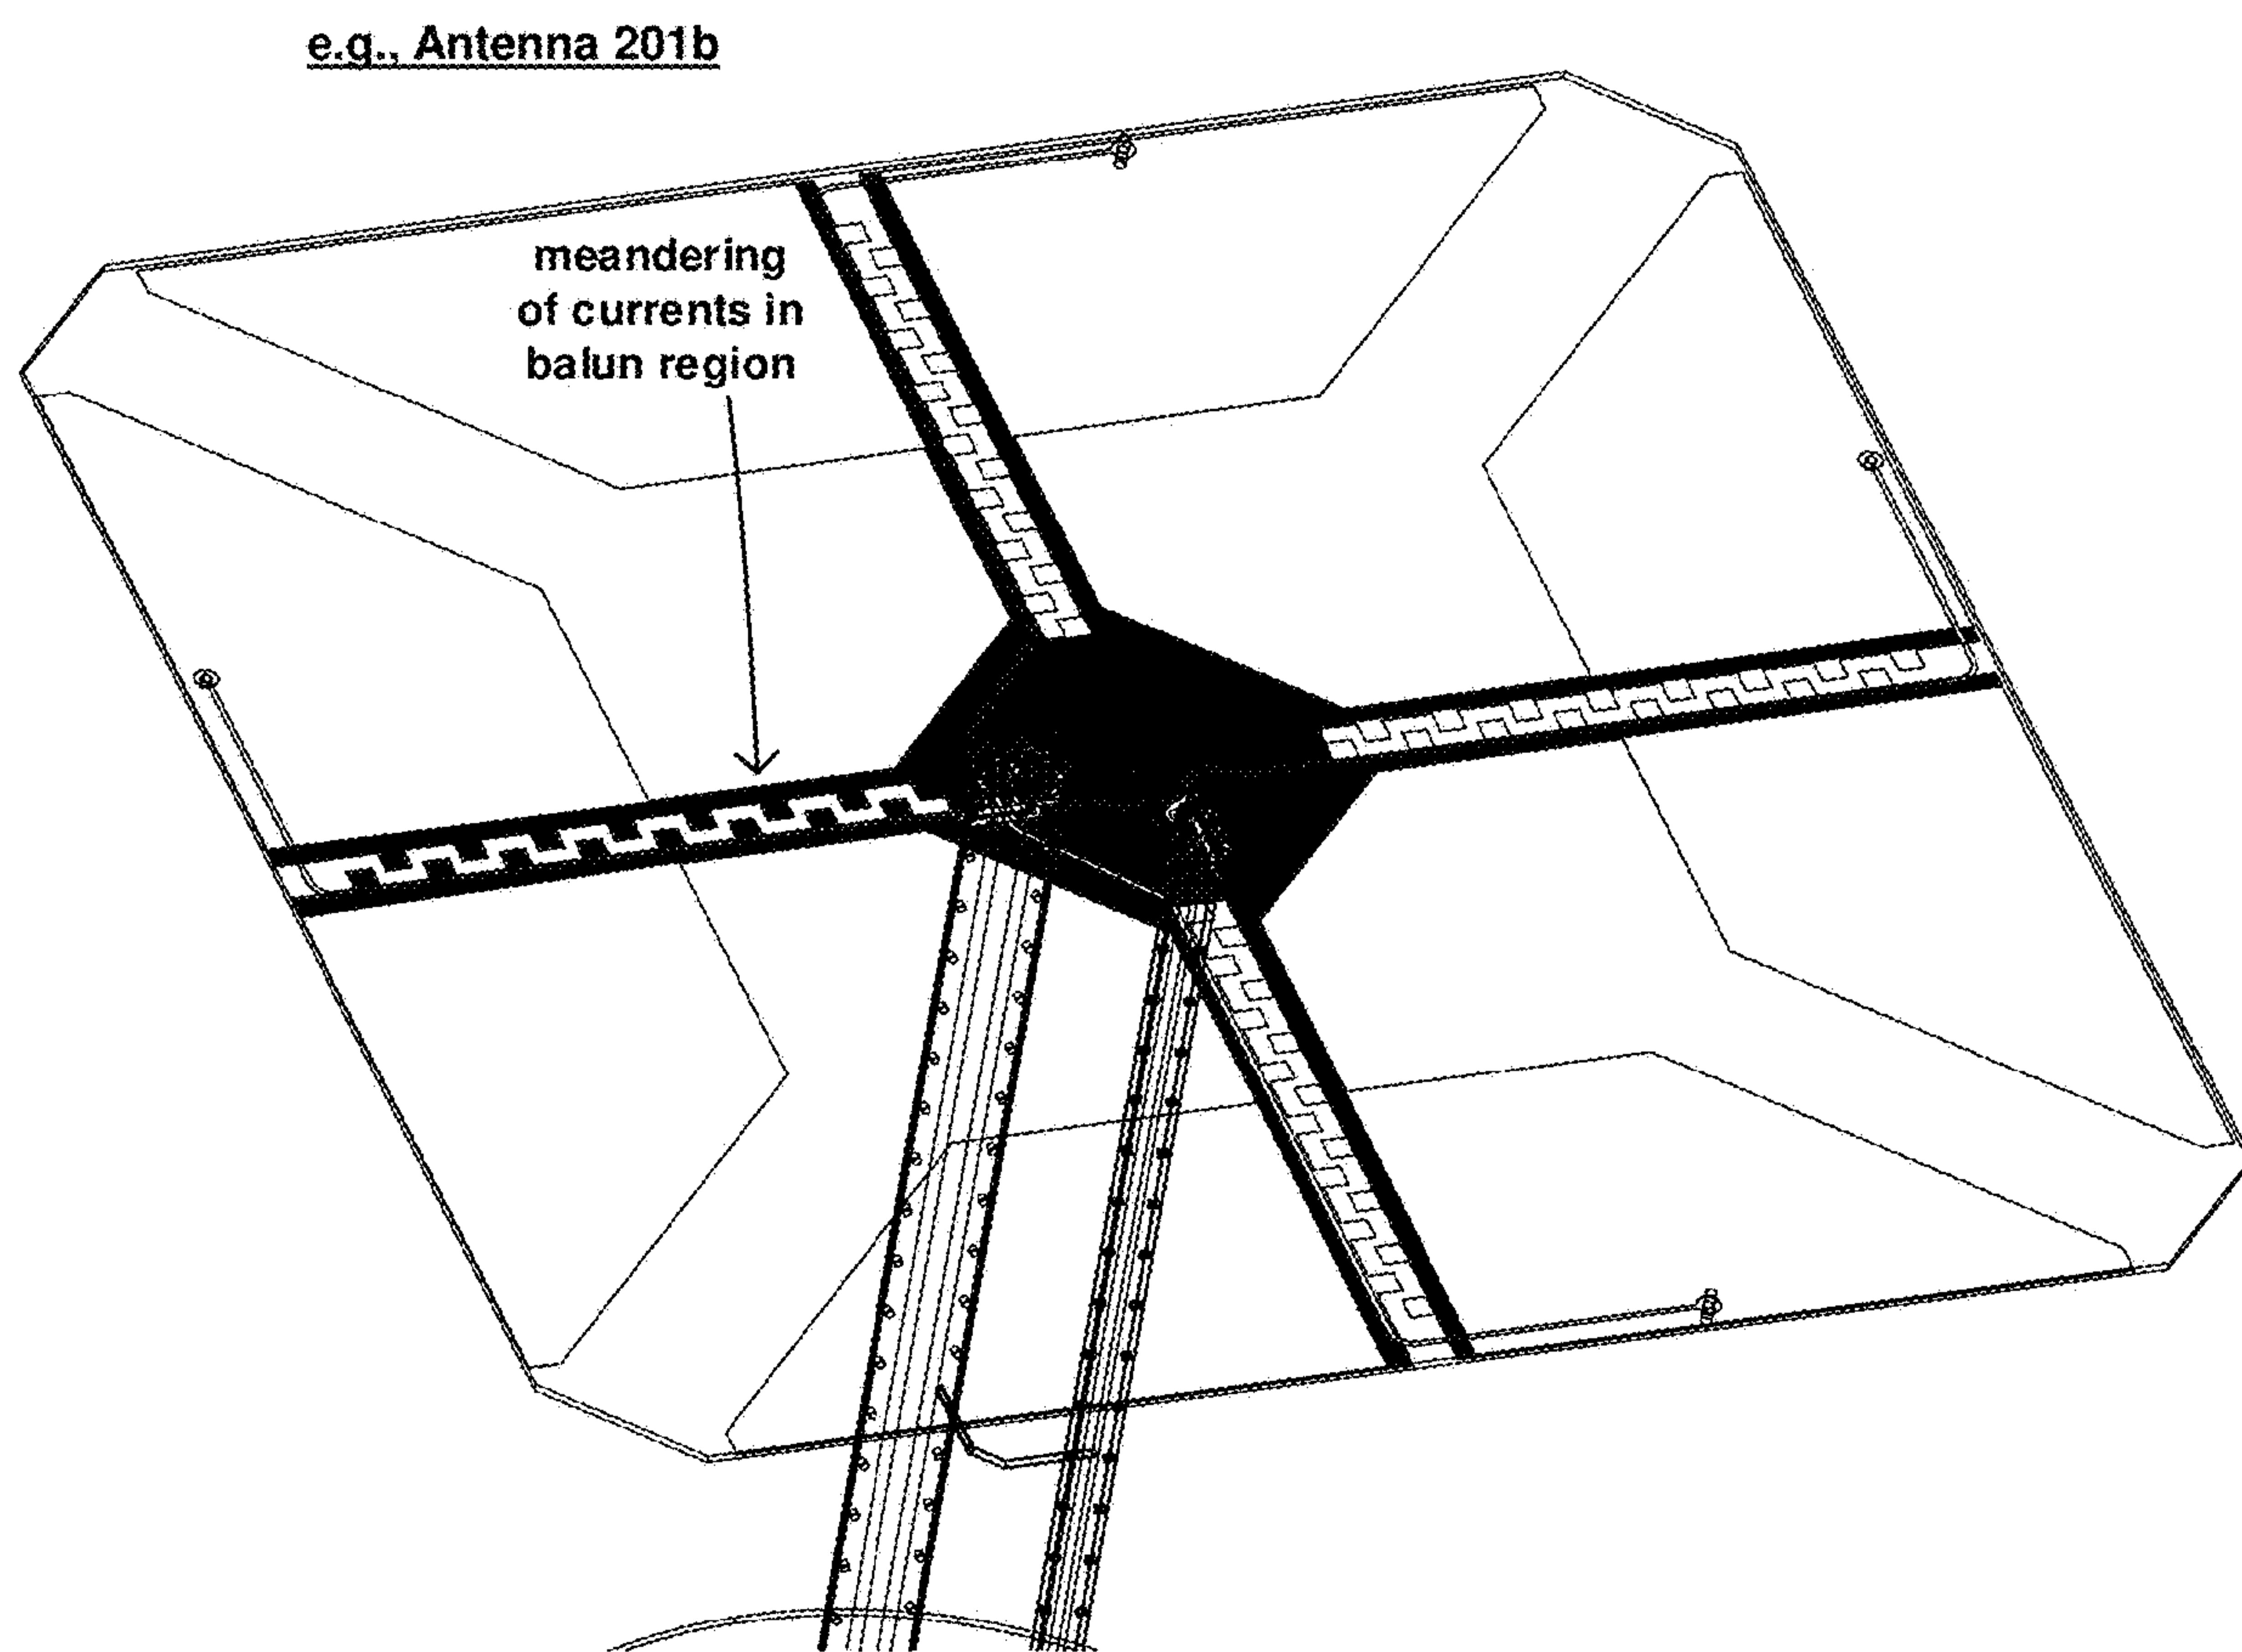 e.g., Antenna 201b
meandering
of currents in
balun region